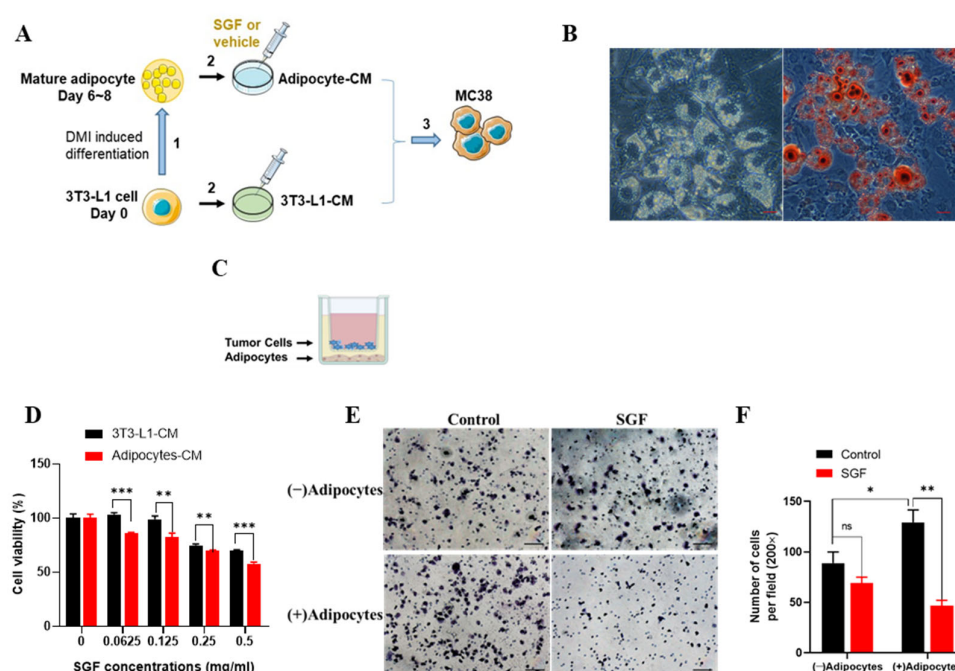 A
SGF or
vehicle
2
Mature adipocyte
Day 6~8
Adipocyte-CM
DMI induced
differentiation
1
3
MC38
3T3-L1 cell
Day 0
2
3T3-L1-CM
B
C
Tumor Cells
Adipocytes
D
3T3-L1-CM
Adipocytes-CM
Cell viability (%)
150
100
50
0
*** ** ** ***
0 0.0625 0.125 0.25 0.5
SGF concentrations (mg/ml)
E
Control SGF
(−)Adipocytes
(+)Adipocytes
F
Control
SGF
Number of cells
per field (200×)
150
100
50
0
* **
ns
(−)Adipocytes (+)Adipocytes